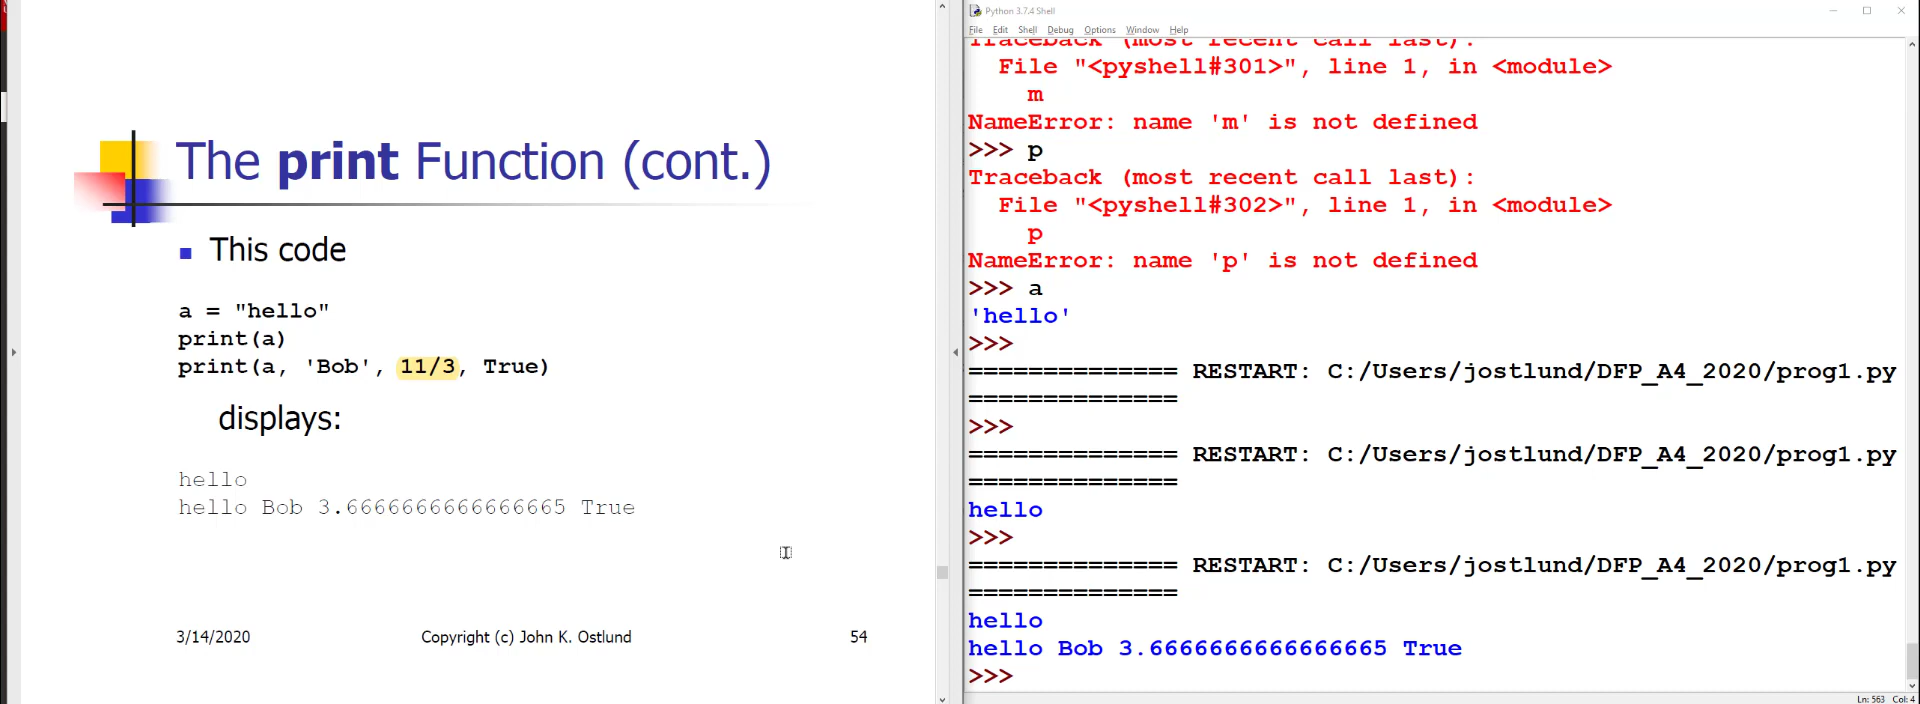 The print Function (cont.)
This code
a = "hello"
print(a)
print(a, 'Bob', 11/3, True)
displays:
hello
hello Bob 3.6666666666666665 True
3/14/2020
Copyright (c) John K. Ostlund
54
Python 3.7.4 Shell
File Edit Shell Debug Options Window Help
Traceback (most recent call last):
File "<pyshell#301>", line 1, in <module>
m
NameError: name 'm' is not defined
>>> p
Traceback (most recent call last):
File "<pyshell#302>", line 1, in <module>
p
NameError: name 'p' is not defined
>>> a
'hello'
>>>
============== RESTART: C:/Users/jostlund/DFP_A4_2020/prog1.py
==============
>>>
============== RESTART: C:/Users/jostlund/DFP_A4_2020/prog1.py
==============
hello
>>>
============== RESTART: C:/Users/jostlund/DFP_A4_2020/prog1.py
==============
hello
hello Bob 3.6666666666666665 True
>>>
Ln: 563 Col: 4